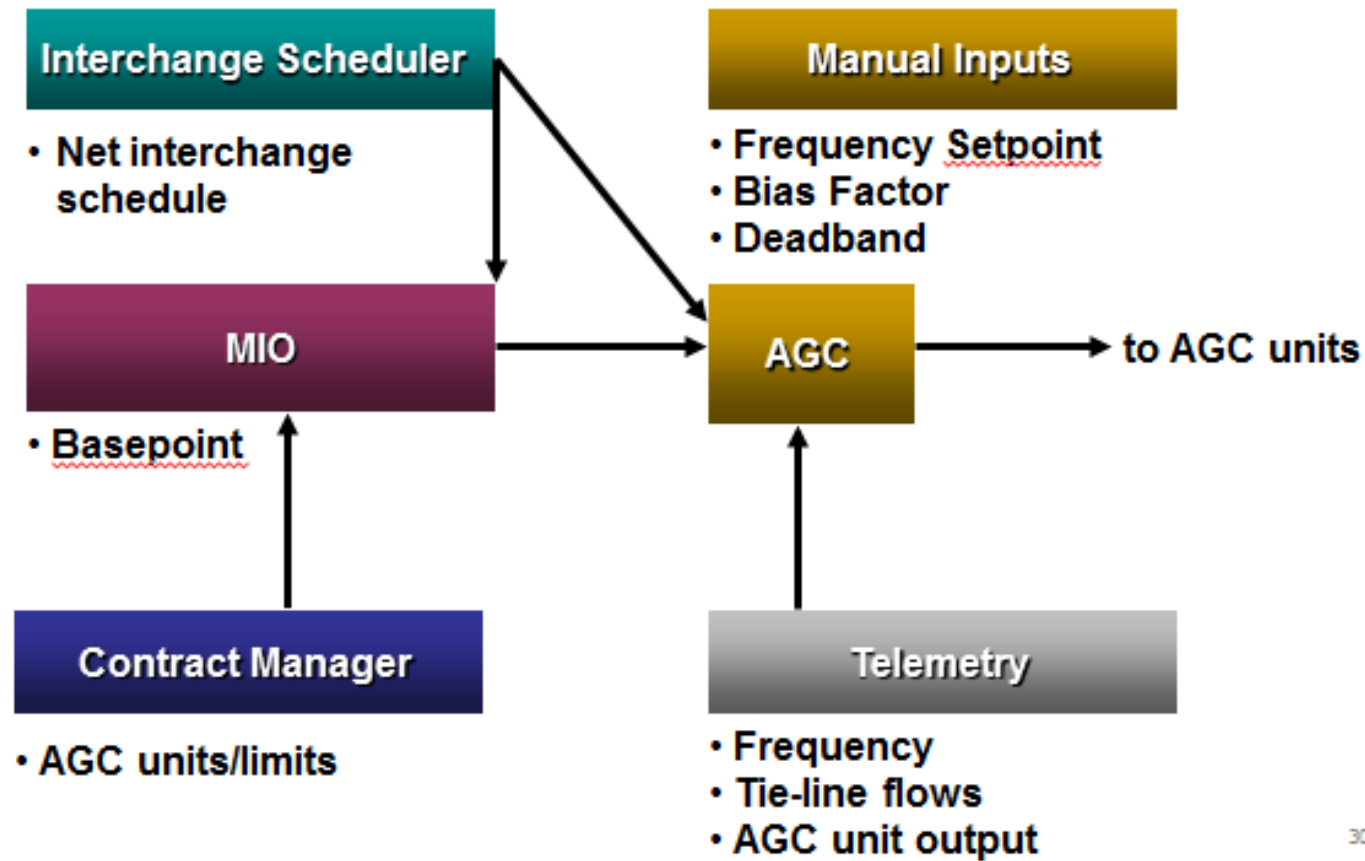 Interchange Scheduler
• Net interchange
schedule
Manual Inputs
• Frequency Setpoint
• Bias Factor
• Deadband
MIO
• Basepoint
AGC
to AGC units
Contract Manager
• AGC units/limits
Telemetry
• Frequency
• Tie-line flows
• AGC unit output
30